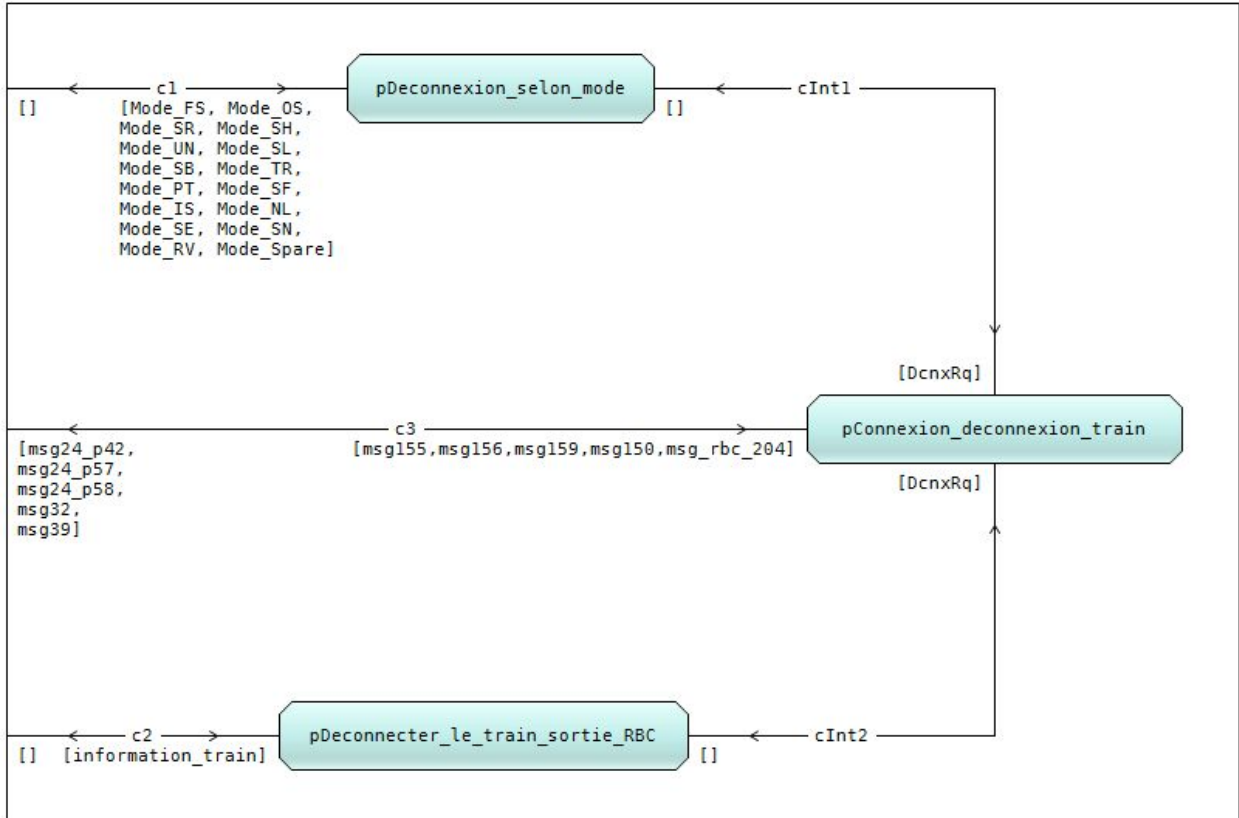 c1
pDeconnexion_selon_mode
cInt1
[]
[Mode_FS, Mode_OS,
Mode_SR, Mode_SH,
Mode_UN, Mode_SL,
Mode_SB, Mode_TR,
Mode_PT, Mode_SF,
Mode_IS, Mode_NL,
Mode_SE, Mode_SN,
Mode_RV, Mode_Spare]
[]
[DcnxRq]
c3
pConnexion_deconnexion_train
[msg24_p42,
msg24_p57,
msg24_p58,
msg32,
msg39]
[msg155,msg156,msg159,msg150,msg_rbc_204]
[DcnxRq]
c2
pDeconnecter_le_train_sortie_RBC
cInt2
[]
[information_train]
[]